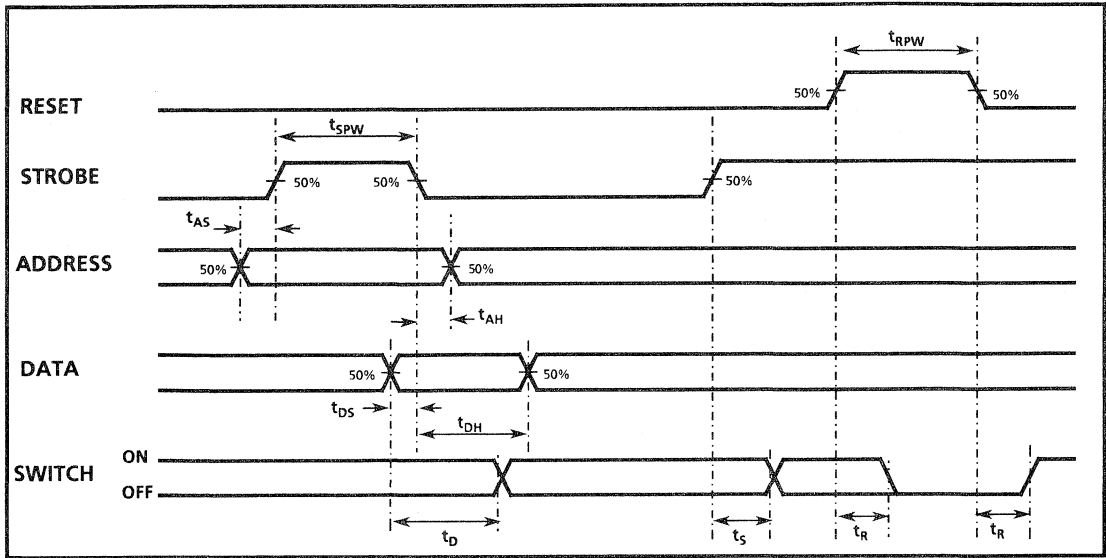 t_RPW
RESET
50%
50%
t_SPW
STROBE
50%
50%
50%
t_AS
ADDRESS
50%
50%
t_AH
DATA
50%
50%
t_DS
t_DH
SWITCH
ON
OFF
t_D
t_S
t_R
t_R